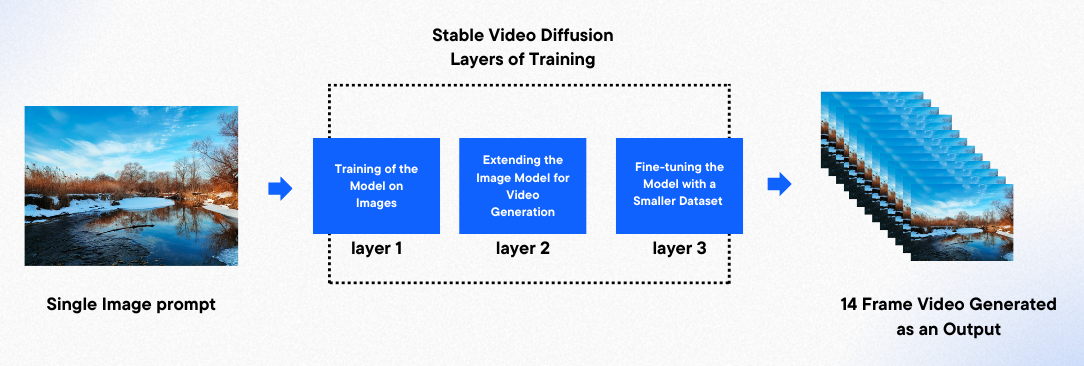 Stable Video Diffusion
Layers of Training
Training of the
Model on
Images
Extending the
Image Model for
Video
Generation
Fine-tuning the
Model with a
Smaller Dataset
layer 1
layer 2
layer 3
Single Image prompt
14 Frame Video Generated
as an Output